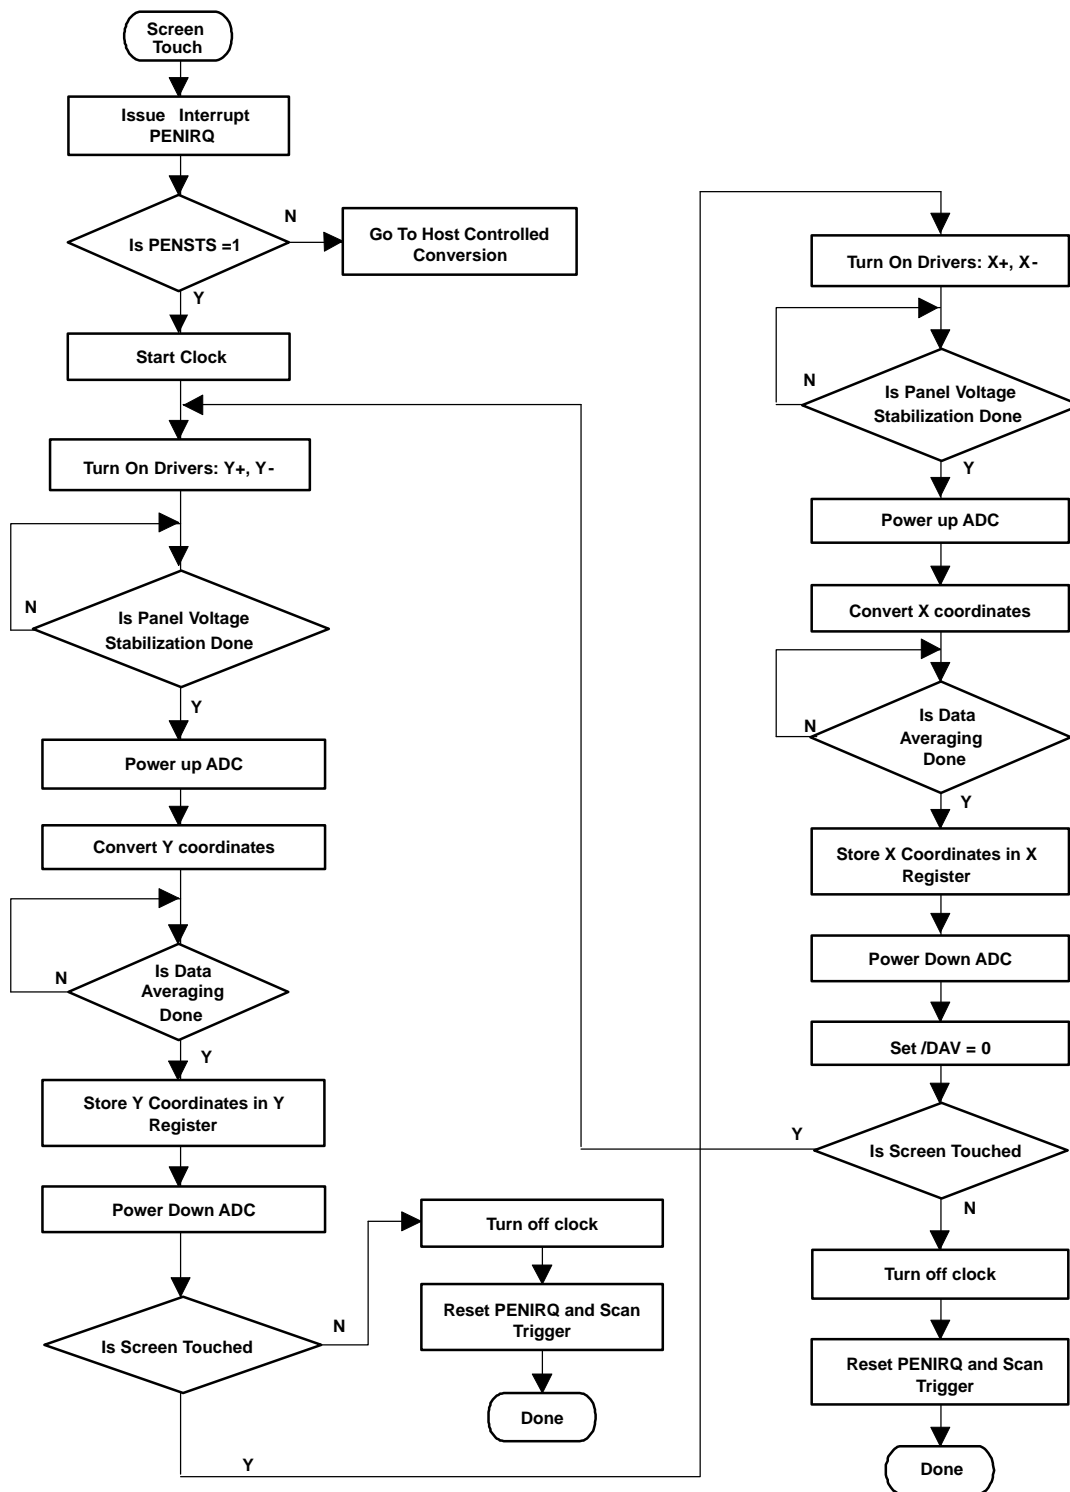 Screen
Touch
Issue Interrupt
PENIRQ
Is PENSTS =1
N
Go To Host Controlled
Conversion
Y
Start Clock
Turn On Drivers: Y+, Y-
N
Is Panel Voltage
Stabilization Done
Y
Power up ADC
Convert Y coordinates
N
Is Data
Averaging
Done
Y
Store Y Coordinates in Y
Register
Power Down ADC
Is Screen Touched
N
Turn off clock
Reset PENIRQ and Scan
Trigger
Done
Y
Turn On Drivers: X+, X-
N
Is Panel Voltage
Stabilization Done
Y
Power up ADC
Convert X coordinates
N
Is Data
Averaging
Done
Y
Store X Coordinates in X
Register
Power Down ADC
Set /DAV = 0
Y
Is Screen Touched
N
Turn off clock
Reset PENIRQ and Scan
Trigger
Done